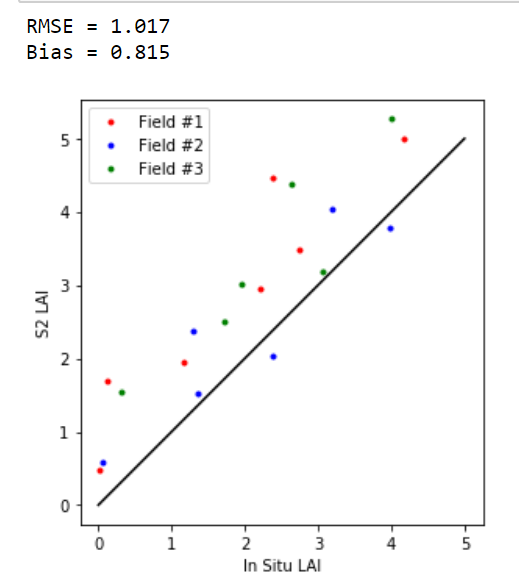 RMSE = 1.017
Bias = 0.815
Field #1
Field #2
Field #3
5
4
3
2
1
0
S2 LAI
0 1 2 3 4 5
In Situ LAI